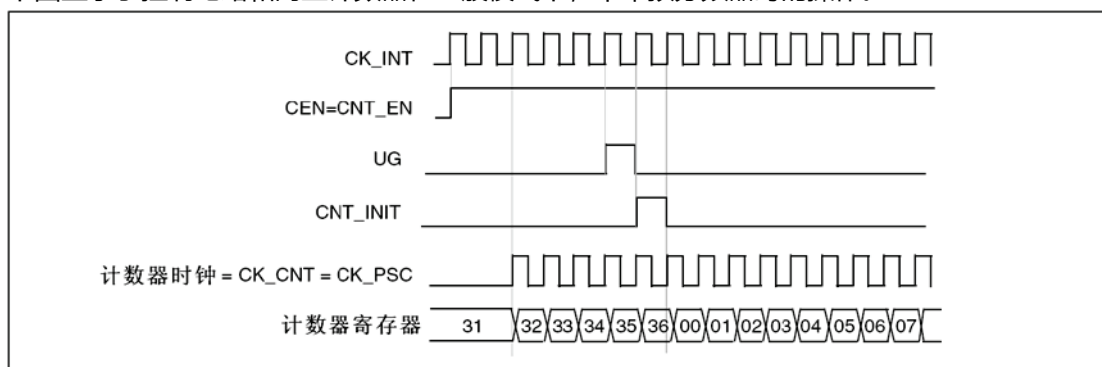 CK_INT
CEN=CNT_EN
UG
CNT_INIT
计数器时钟 = CK_CNT = CK_PSC
计数器寄存器 31 32 33 34 35 36 00 01 02 03 04 05 06 07